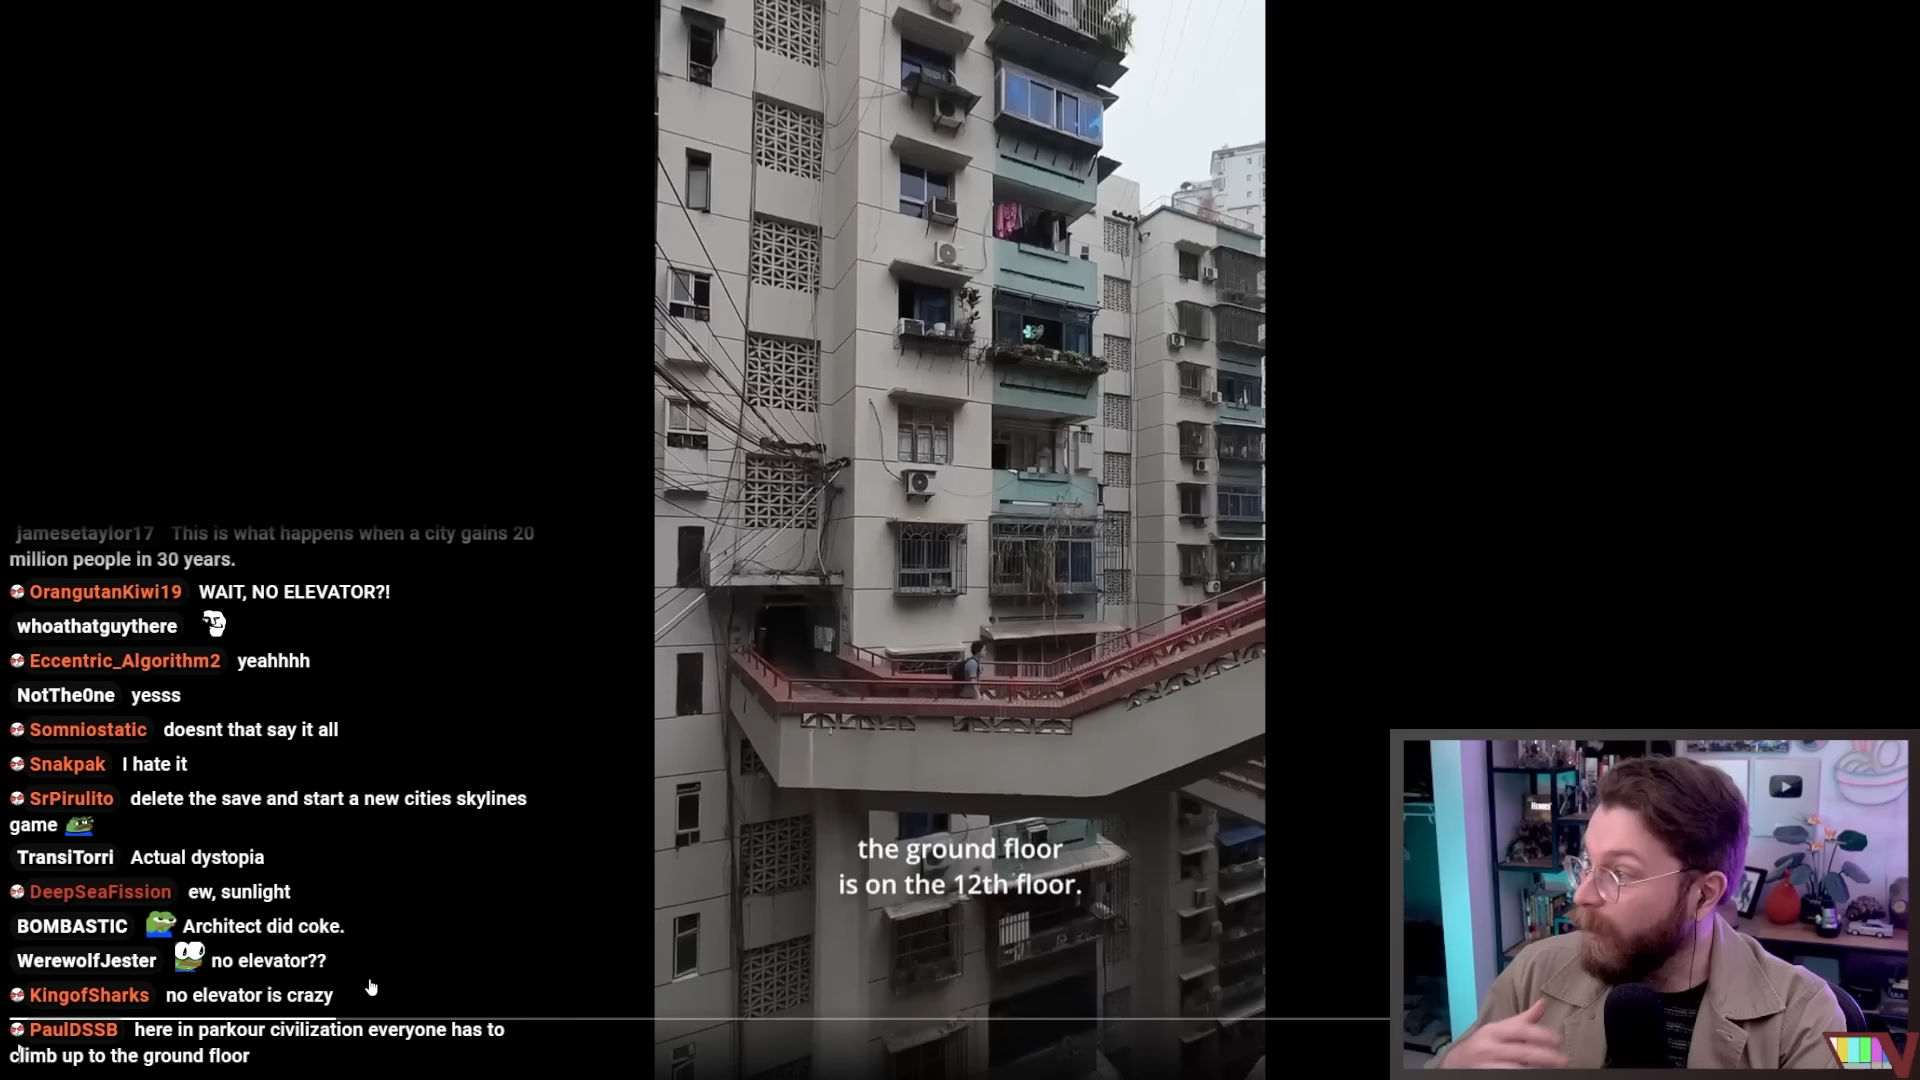 jamesetaylor17 This is what happens when a city gains 20
million people in 30 years.
OrangutanKiwi19 WAIT, NO ELEVATOR?!
whoathatguythere
Eccentric_Algorithm2 yeahhhh
NotThe0ne yesss
Somniostatic doesnt that say it all
Snakpak I hate it
SrPirulito delete the save and start a new cities skylines
game
TransiTorri Actual dystopia
DeepSeaFission ew, sunlight
BOMBASTIC Architect did coke.
WerewolfJester no elevator??
KingofSharks no elevator is crazy
PaulDSSB here in parkour civilization everyone has to
climb up to the ground floor
the ground floor
is on the 12th floor.
HEROES